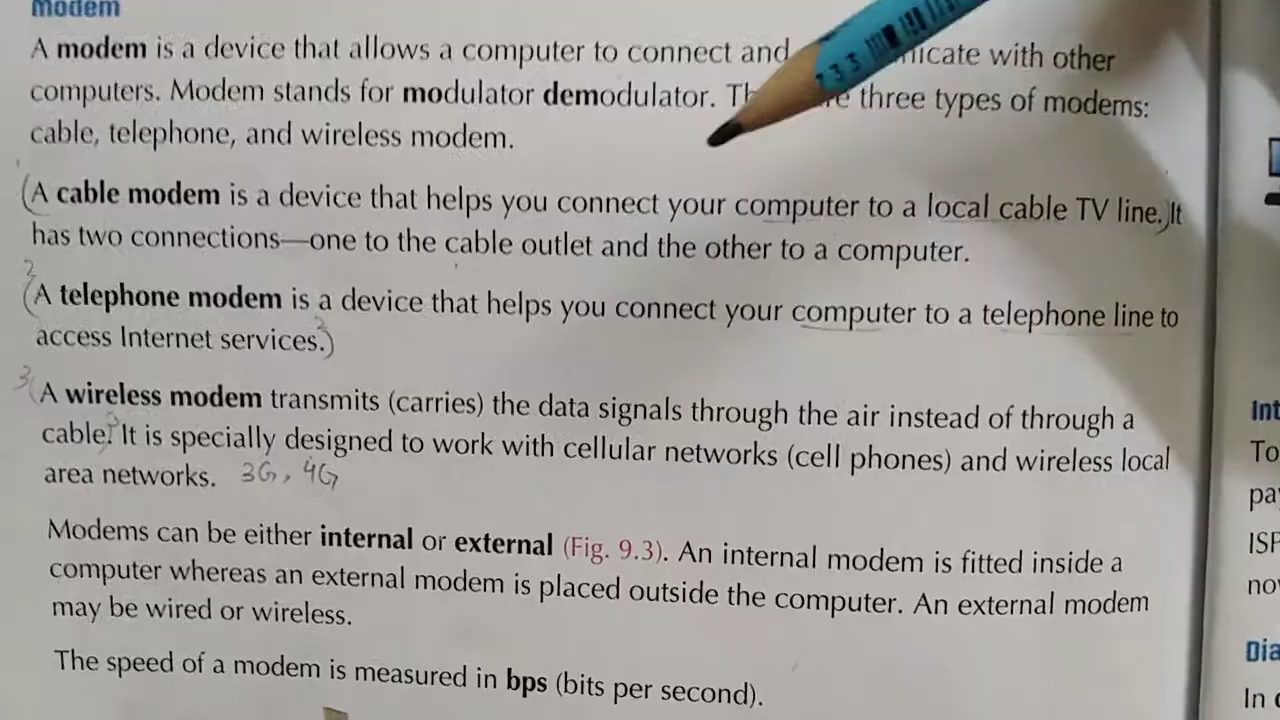 Modem
A modem is a device that allows a computer to connect and nicate with other
computers. Modem stands for modulator demodulator. Th e three types of modems:
cable, telephone, and wireless modem.
(A cable modem is a device that helps you connect your computer to a local cable TV line.) It
has two connections—one to the cable outlet and the other to a computer.
2
(A telephone modem is a device that helps you connect your computer to a telephone line to
access Internet services.)
3( A wireless modem transmits (carries) the data signals through the air instead of through a
cable. It is specially designed to work with cellular networks (cell phones) and wireless local
area networks. 3G, 4G
Modems can be either internal or external (Fig. 9.3). An internal modem is fitted inside a
computer whereas an external modem is placed outside the computer. An external modem
may be wired or wireless.
The speed of a modem is measured in bps (bits per second).
Int
To
pa
ISP
no
Dia
In